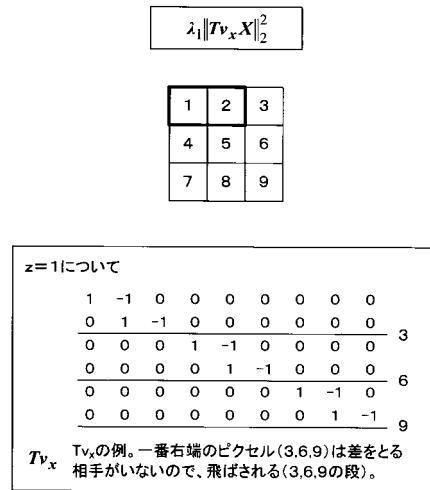 λ₁‖TvₓX‖₂²
1 2 3
4 5 6
7 8 9
z=1について
1 -1 0 0 0 0 0 0 0
0 1 -1 0 0 0 0 0 0
3
0 0 0 1 -1 0 0 0 0
0 0 0 0 1 -1 0 0 0
6
0 0 0 0 0 0 1 -1 0
0 0 0 0 0 0 0 1 -1
9
Tvₓ
Tvₓの例。一番右端のピクセル(3,6,9)は差をとる
相手がいないので、飛ばされる(3,6,9の段)。